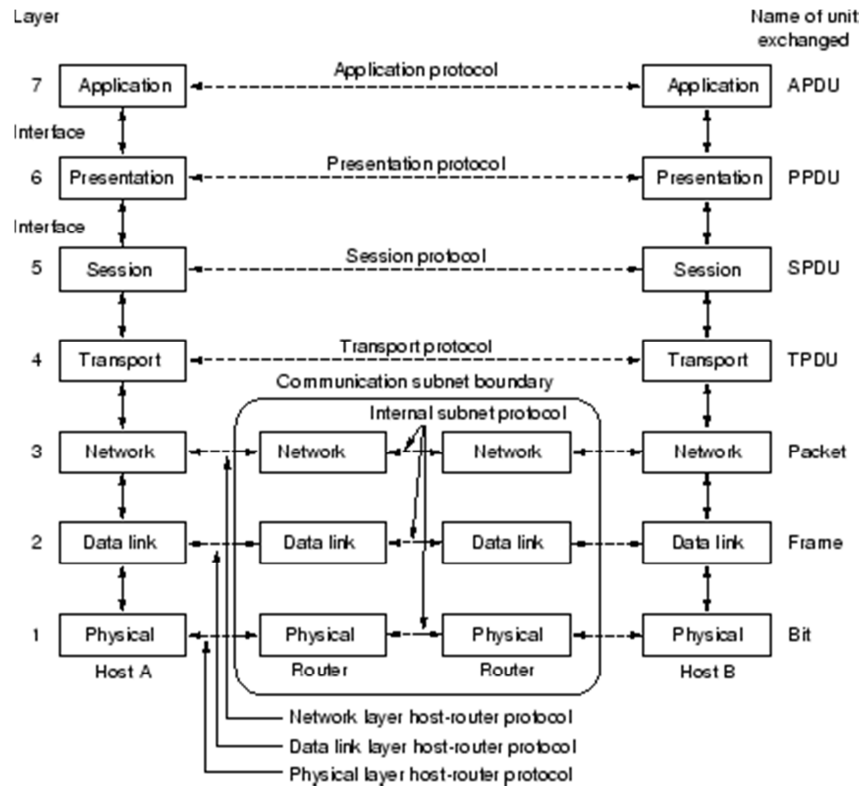 Layer
Name of unit
exchanged
7
Application
Application protocol
Application
APDU
Interface
6
Presentation
Presentation protocol
Presentation
PPDU
Interface
5
Session
Session protocol
Session
SPDU
4
Transport
Transport protocol
Transport
TPDU
Communication subnet boundary
Internal subnet protocol
3
Network
Network
Network
Network
Packet
2
Data link
Data link
Data link
Data link
Frame
1
Physical
Physical
Physical
Physical
Bit
Host A
Router
Router
Host B
Network layer host-router protocol
Data link layer host-router protocol
Physical layer host-router protocol